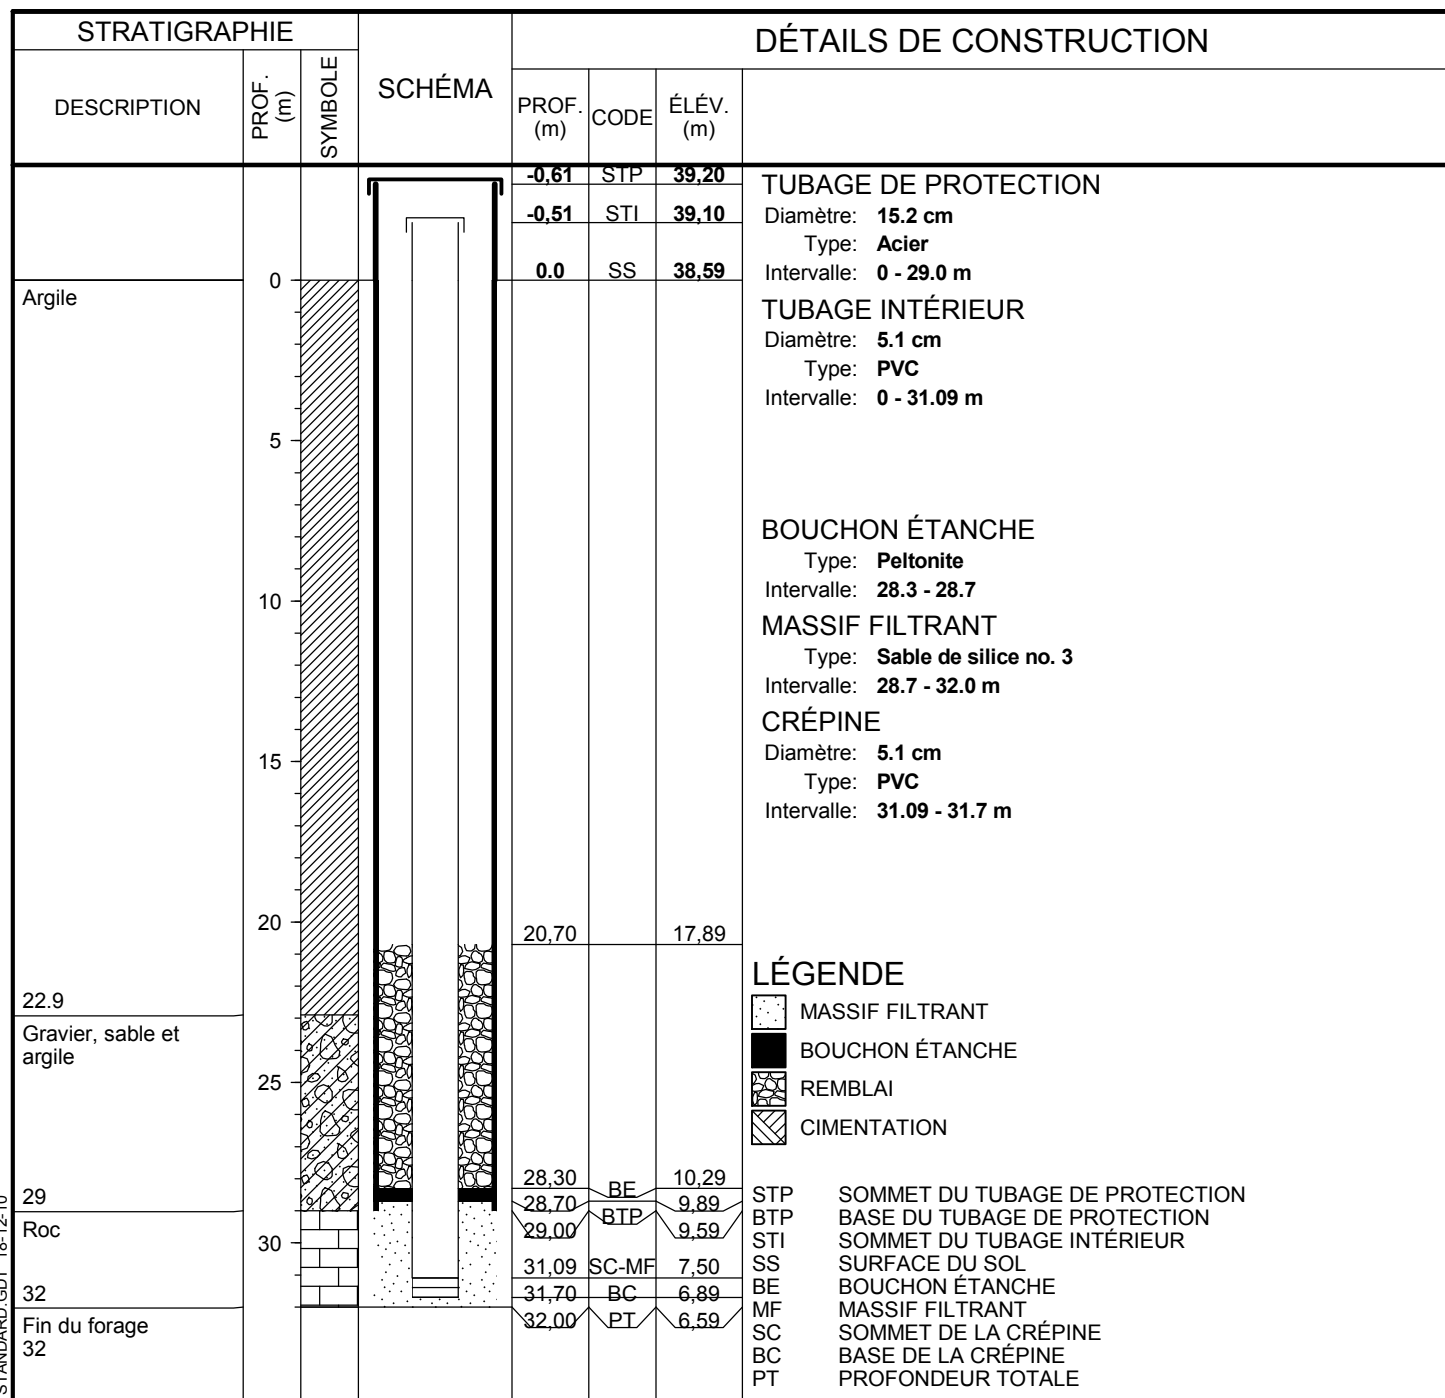 STRATIGRAPHIE
DESCRIPTION
PROF. (m)
SYMBOLE
SCHÉMA
DÉTAILS DE CONSTRUCTION
PROF. (m)
CODE
ÉLÉV. (m)
-0,61 STP 39,20
-0,51 STI 39,10
0.0 SS 38,59
20,70 17,89
28,30 BE 10,29
28,70 9,89
BTP
29,00 9,59
31,09 SC-MF 7,50
31,70 BC 6,89
32,00 PT 6,59
Argile
22.9
Gravier, sable et
argile
29
Roc
32
Fin du forage
32
0
5
10
15
20
25
30
TUBAGE DE PROTECTION
Diamètre: 15.2 cm
Type: Acier
Intervalle: 0 - 29.0 m
TUBAGE INTÉRIEUR
Diamètre: 5.1 cm
Type: PVC
Intervalle: 0 - 31.09 m
BOUCHON ÉTANCHE
Type: Peltonite
Intervalle: 28.3 - 28.7
MASSIF FILTRANT
Type: Sable de silice no. 3
Intervalle: 28.7 - 32.0 m
CRÉPINE
Diamètre: 5.1 cm
Type: PVC
Intervalle: 31.09 - 31.7 m
LÉGENDE
MASSIF FILTRANT
BOUCHON ÉTANCHE
REMBLAI
CIMENTATION
STP SOMMET DU TUBAGE DE PROTECTION
BTP BASE DU TUBAGE DE PROTECTION
STI SOMMET DU TUBAGE INTÉRIEUR
SS SURFACE DU SOL
BE BOUCHON ÉTANCHE
MF MASSIF FILTRANT
SC SOMMET DE LA CRÉPINE
BC BASE DE LA CRÉPINE
PT PROFONDEUR TOTALE
STANDARD.GDT 18-12-10